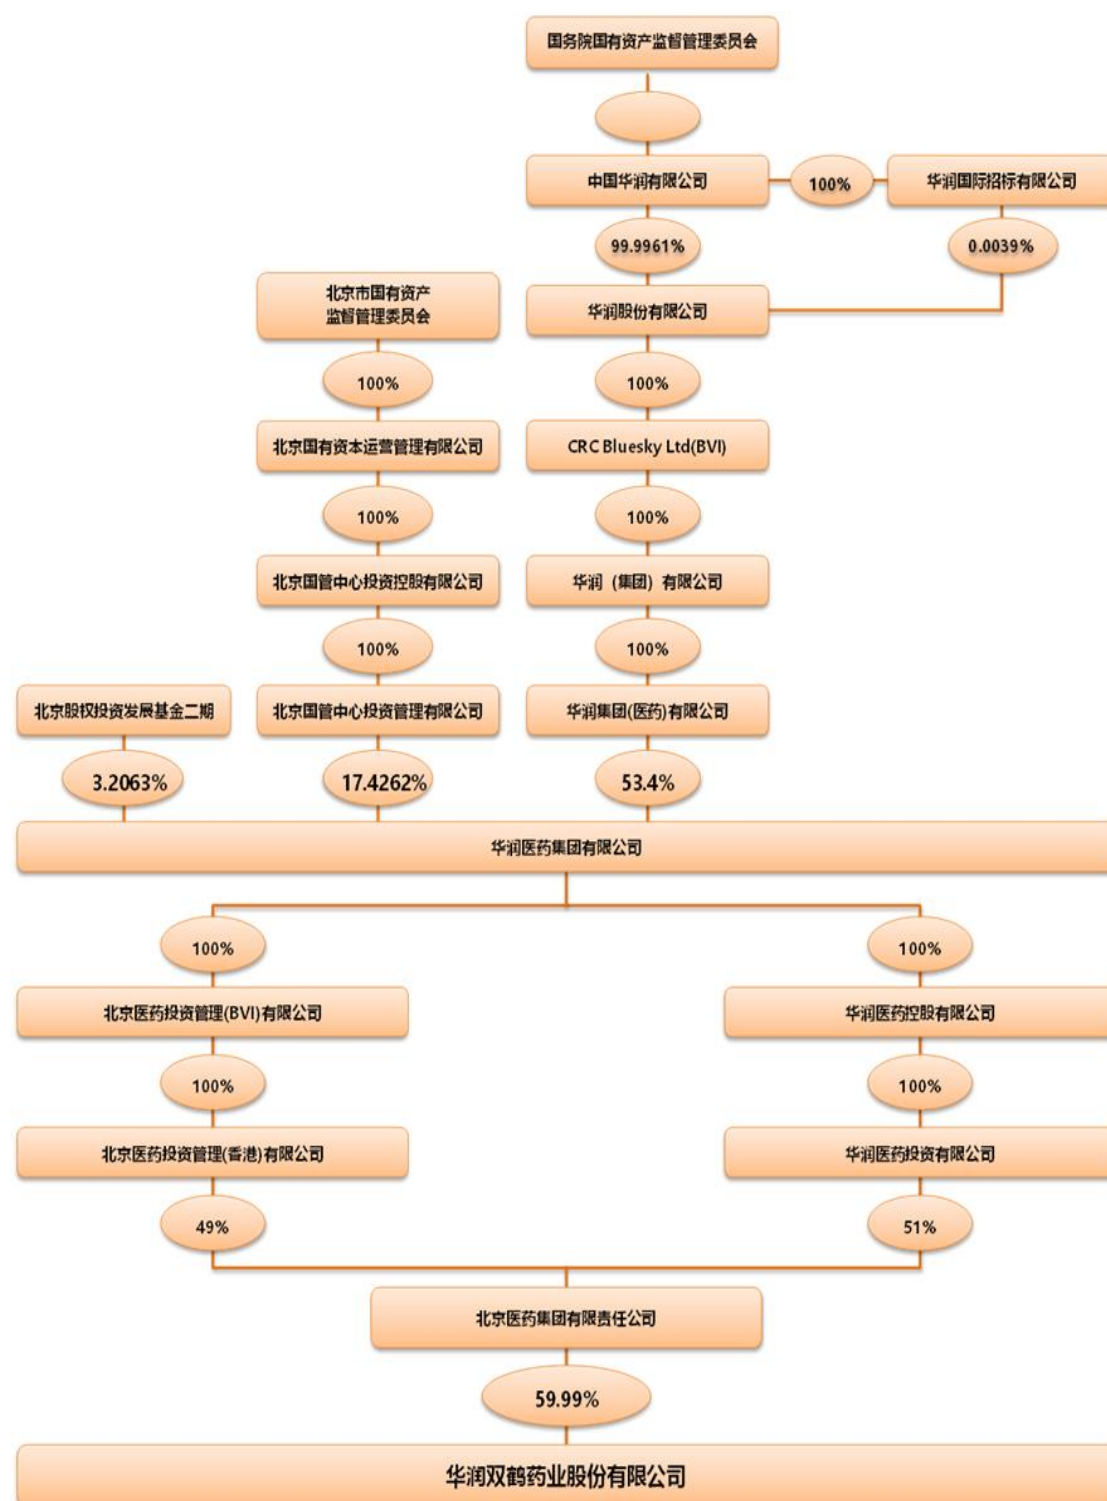 国务院国有资产监督管理委员会
中国华润有限公司
100%
华润国际招标有限公司
99.9961%
0.0039%
北京市国有资产
监督管理委员会
华润股份有限公司
100%
100%
北京国有资本运营管理有限公司
CRC Bluesky Ltd(BVI)
100%
100%
北京国管中心投资控股有限公司
华润（集团）有限公司
100%
100%
北京股权投资发展基金二期
北京国管中心投资管理有限公司
华润集团(医药)有限公司
3.2063%
17.4262%
53.4%
华润医药集团有限公司
100%
100%
北京医药投资管理(BVI)有限公司
华润医药控股有限公司
100%
100%
北京医药投资管理(香港)有限公司
华润医药投资有限公司
49%
51%
北京医药集团有限责任公司
59.99%
华润双鹤药业股份有限公司